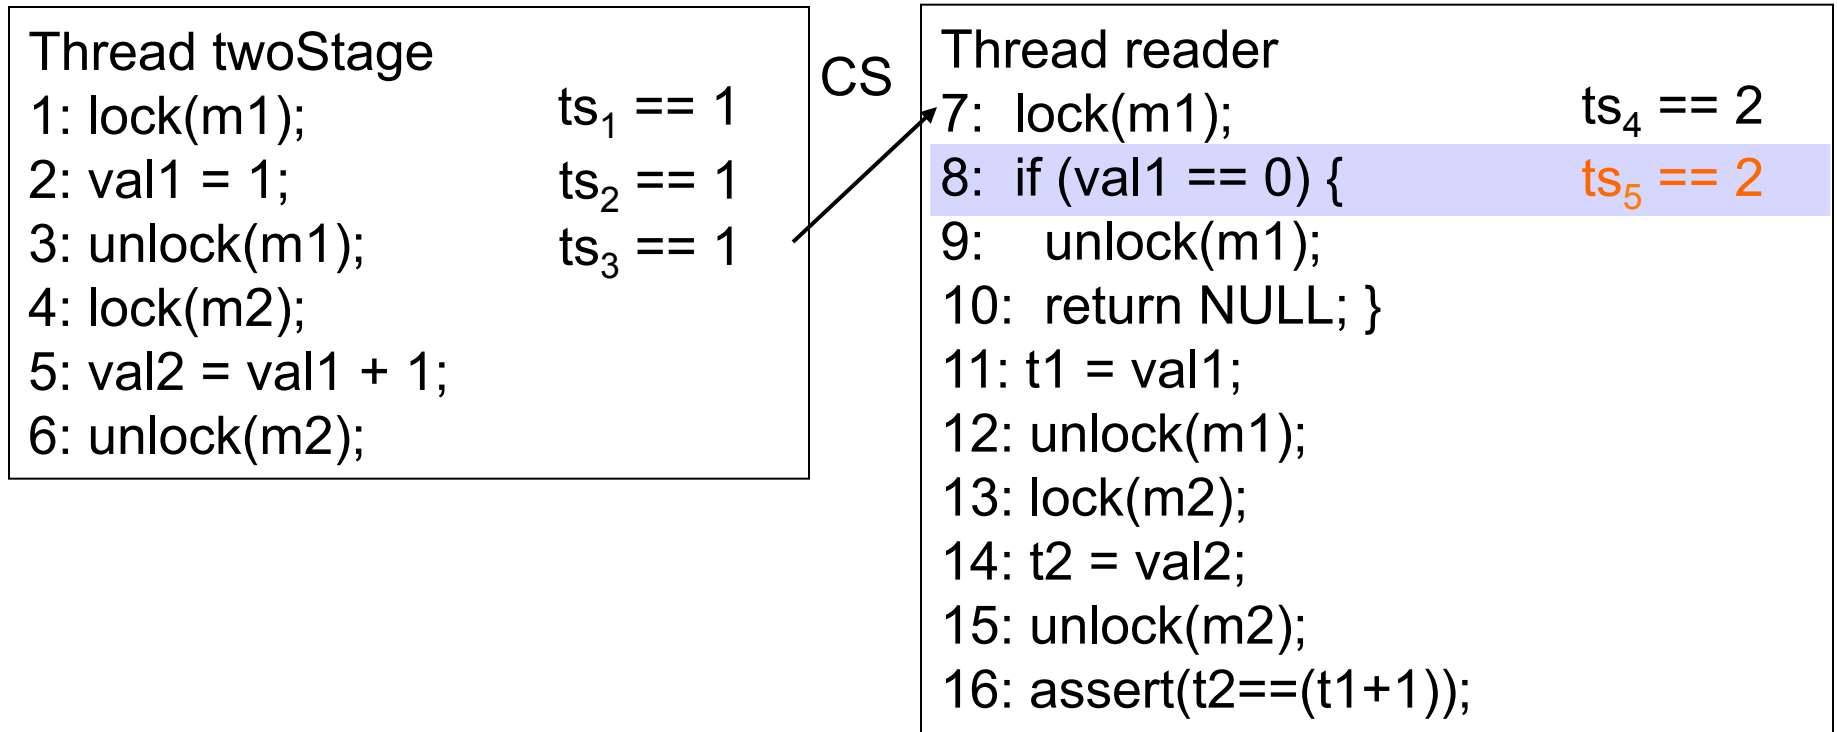 Thread twoStage
1: lock(m1); ts₁ == 1
2: val1 = 1; ts₂ == 1
3: unlock(m1); ts₃ == 1
4: lock(m2);
5: val2 = val1 + 1;
6: unlock(m2);
CS
Thread reader
7: lock(m1); ts₄ == 2
8: if (val1 == 0) { ts₅ == 2
9: unlock(m1);
10: return NULL; }
11: t1 = val1;
12: unlock(m1);
13: lock(m2);
14: t2 = val2;
15: unlock(m2);
16: assert(t2==(t1+1));